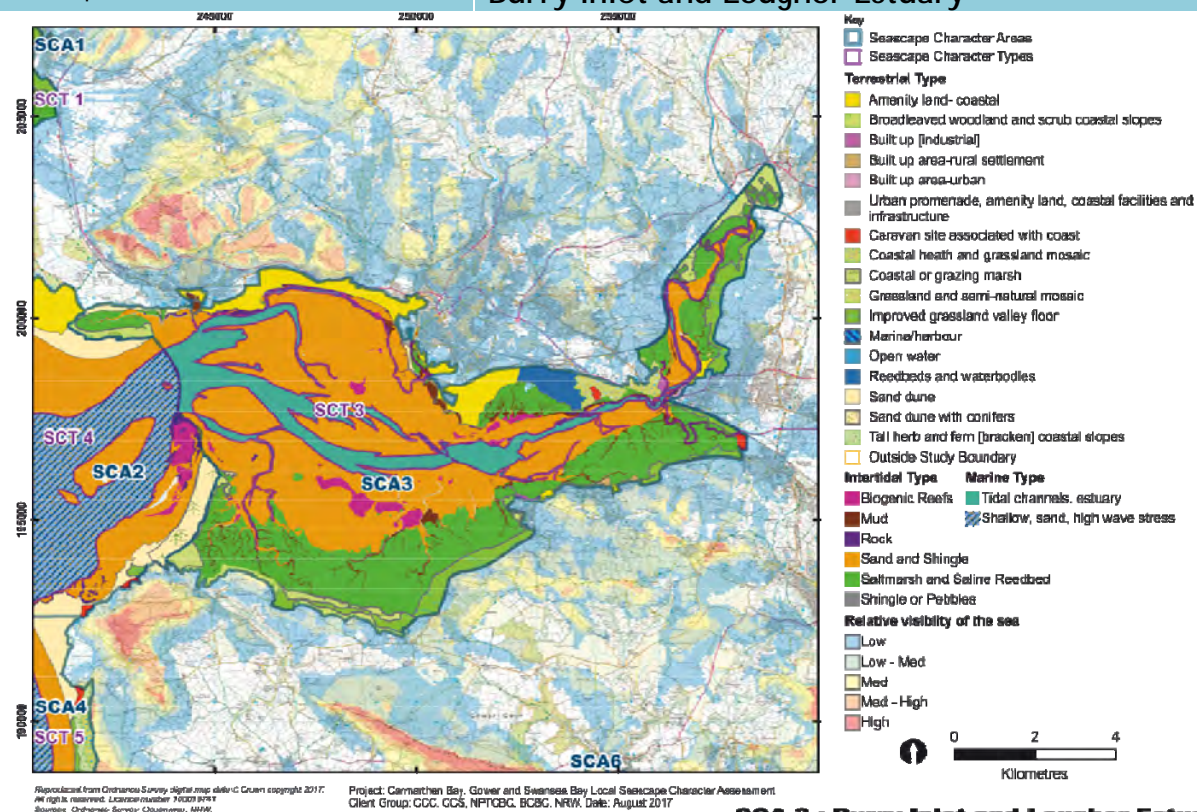 Burry Inlet and Loughor Estuary
245000
250000
255000
205000
200000
195000
190000
SCA1
SCT 1
SCT 3
SCT 4
SCA2
SCA3
SCA4
SCT 5
SCA6
Key
Seascape Character Areas
Seascape Character Types
Terrestrial Type
Amenity land- coastal
Broadleaved woodland and scrub coastal slopes
Built up [industrial]
Built up area-rural settlement
Built up area-urban
Urban promenade, amenity land, coastal facilities and
infrastructure
Caravan site associated with coast
Coastal heath and grassland mosaic
Coastal or grazing marsh
Grassland and semi-natural mosaic
Improved grassland valley floor
Marina/harbour
Open water
Reedbeds and waterbodies
Sand dune
Sand dune with conifers
Tall herb and fern [bracken] coastal slopes
Outside Study Boundary
Intertidal Type
Biogenic Reefs
Mud
Rock
Sand and Shingle
Saltmarsh and Saline Reedbed
Shingle or Pebbles
Marine Type
Tidal channels. estuary
Shallow, sand, high wave stress
Relative visibility of the sea
Low
Low - Med
Med
Med - High
High
0 2 4
Kilometres
Reproduced from Ordnance Survey digital map data © Crown copyright 2017.
All rights reserved. Licence number
Project: Carmarthen Bay, Gower and Swansea Bay Local Seascape Character Assessment
Client Group: CCC, CCS, NPTCBC, BCBC, NRW. Date: August 2017